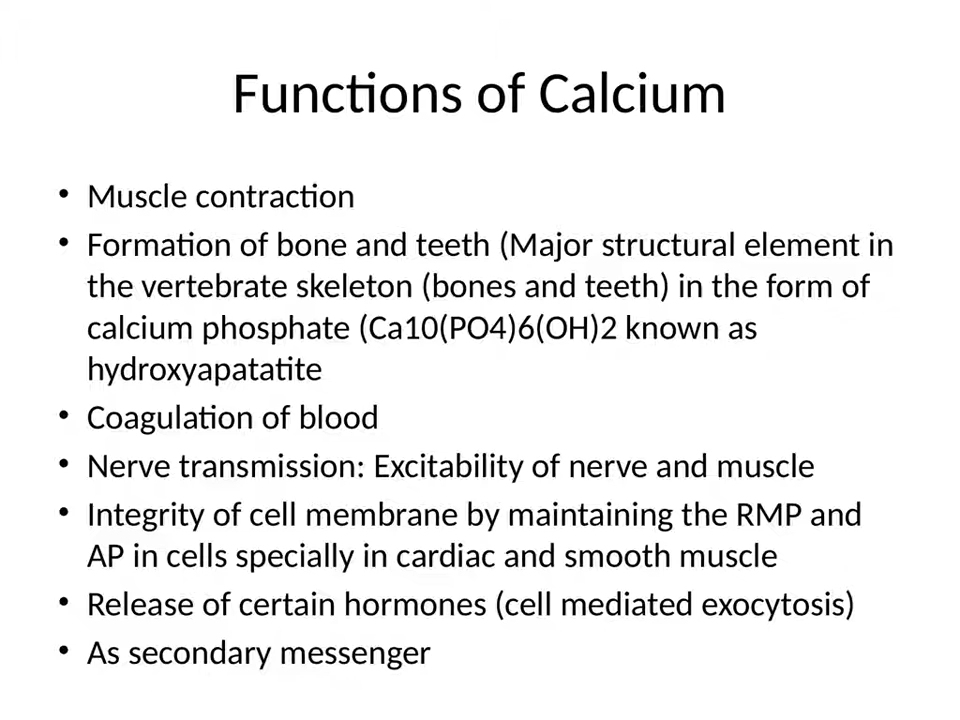 Functions of Calcium
• Muscle contraction
• Formation of bone and teeth (Major structural element in
the vertebrate skeleton (bones and teeth) in the form of
calcium phosphate (Ca10(PO4)6(OH)2 known as
hydroxyapatatite
• Coagulation of blood
• Nerve transmission: Excitability of nerve and muscle
• Integrity of cell membrane by maintaining the RMP and
AP in cells specially in cardiac and smooth muscle
• Release of certain hormones (cell mediated exocytosis)
• As secondary messenger